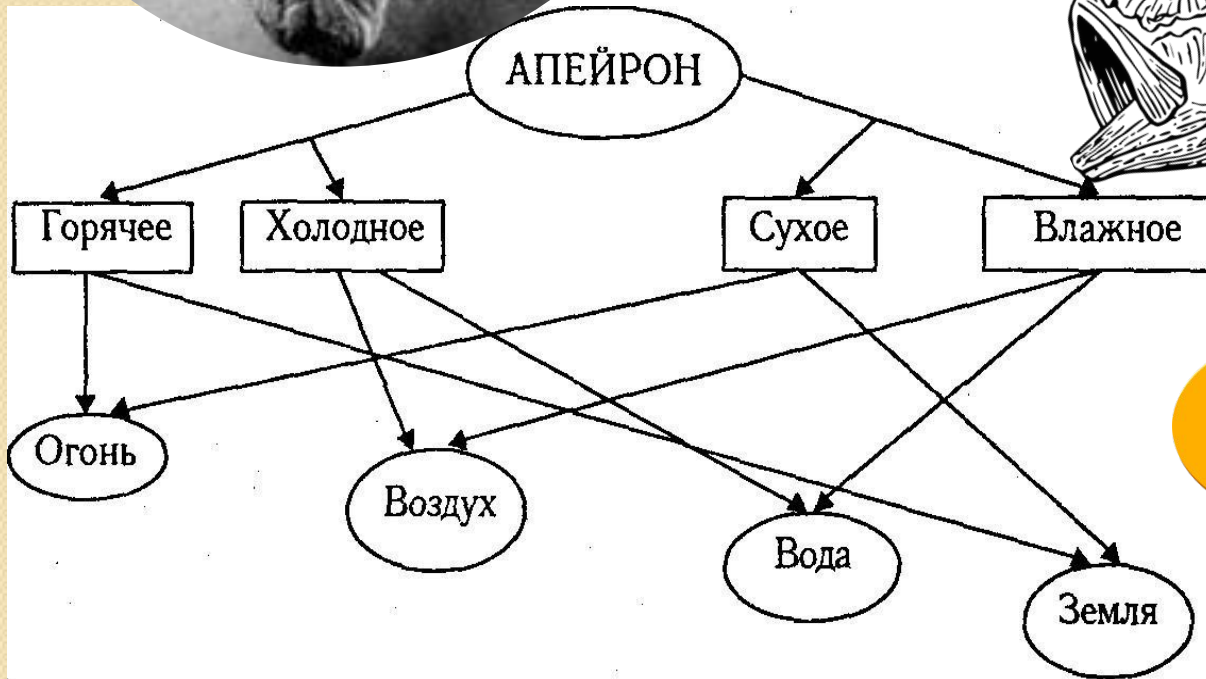 АПЕЙРОН
Горячее
Холодное
Сухое
Влажное
Огонь
Воздух
Вода
Земля